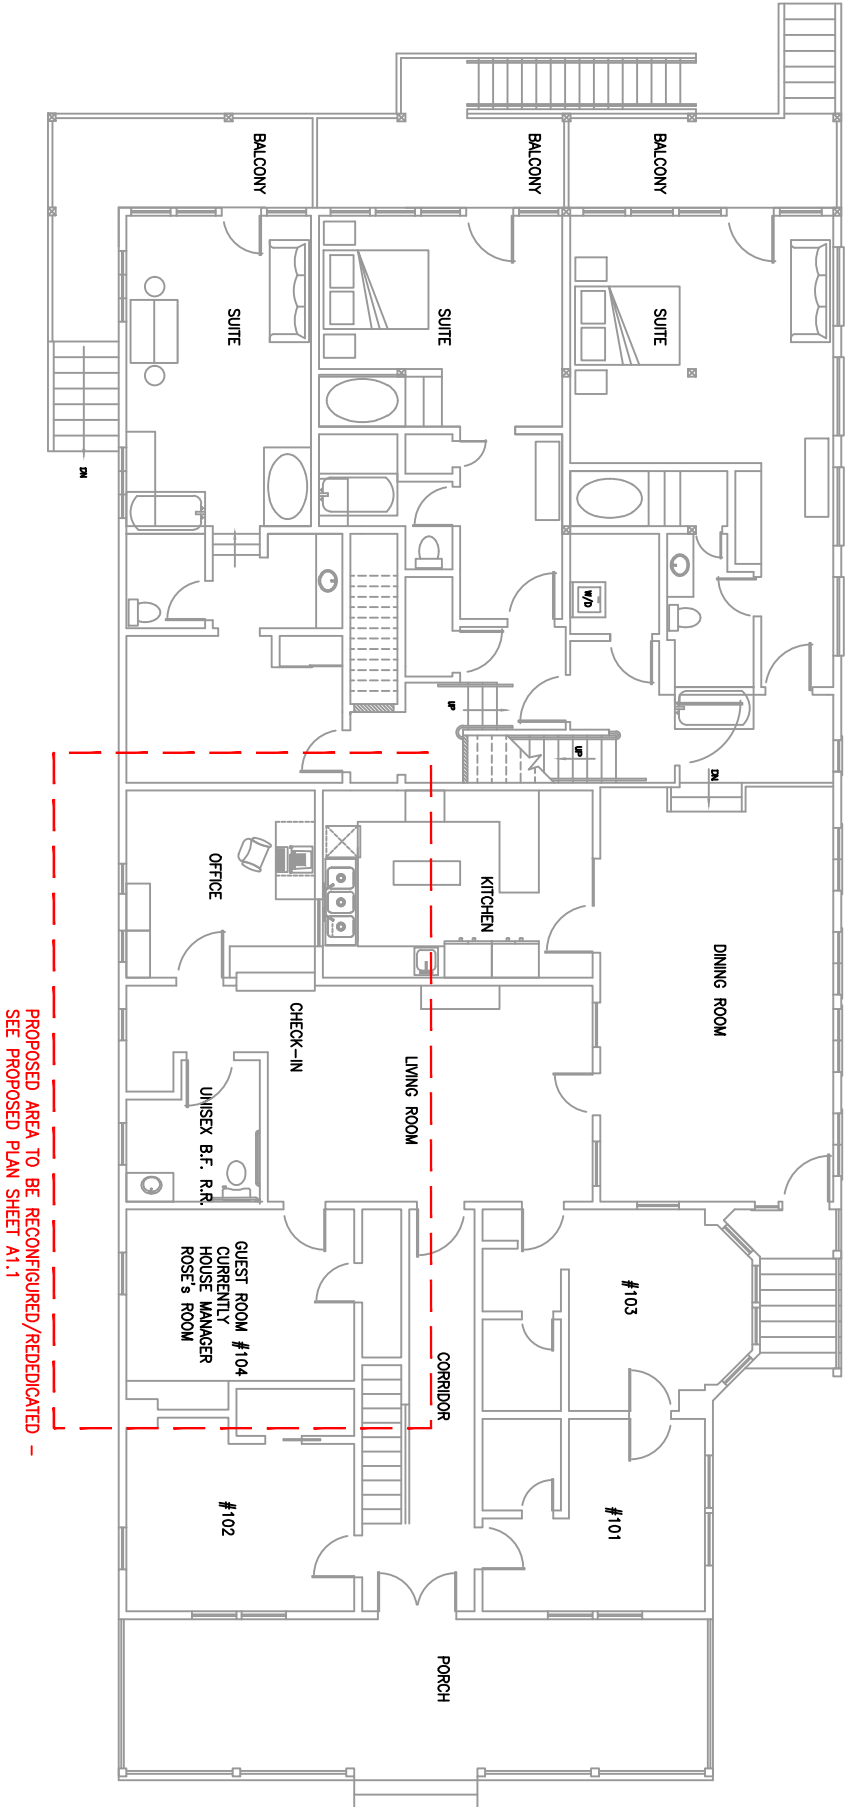 BALCONY
BALCONY
BALCONY
SUITE
SUITE
SUITE
DN
W/D
UP
UP
DN
OFFICE
KITCHEN
DINING ROOM
CHECK-IN
LIVING ROOM
UNISEX B.F. R.R.
GUEST ROOM #104
CURRENTLY
HOUSE MANAGER
ROSE's ROOM
#103
CORRIDOR
#102
#101
PORCH
PROPOSED AREA TO BE RECONFIGURED/REDEDICATED -
SEE PROPOSED PLAN SHEET A1.1